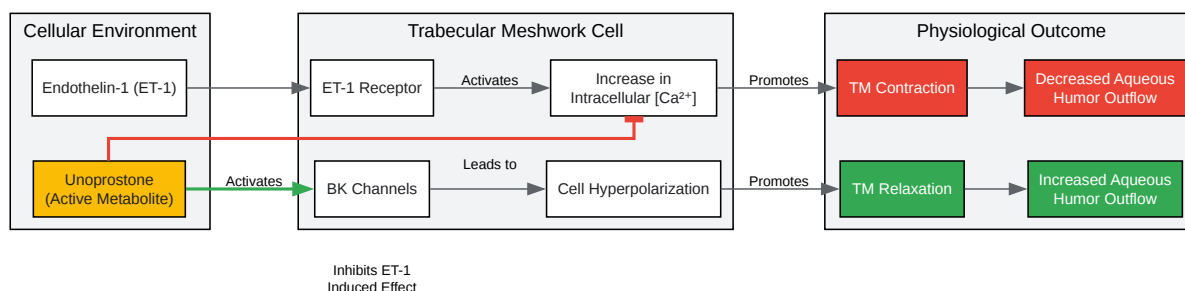 Cellular Environment
Trabecular Meshwork Cell
Physiological Outcome
Endothelin-1 (ET-1)
ET-1 Receptor
Activates
Increase in
Intracellular [Ca²⁺]
Promotes
TM Contraction
Decreased Aqueous
Humor Outflow
Unoprostone
(Active Metabolite)
Activates
BK Channels
Leads to
Cell Hyperpolarization
Promotes
TM Relaxation
Increased Aqueous
Humor Outflow
Inhibits ET-1
Induced Effect